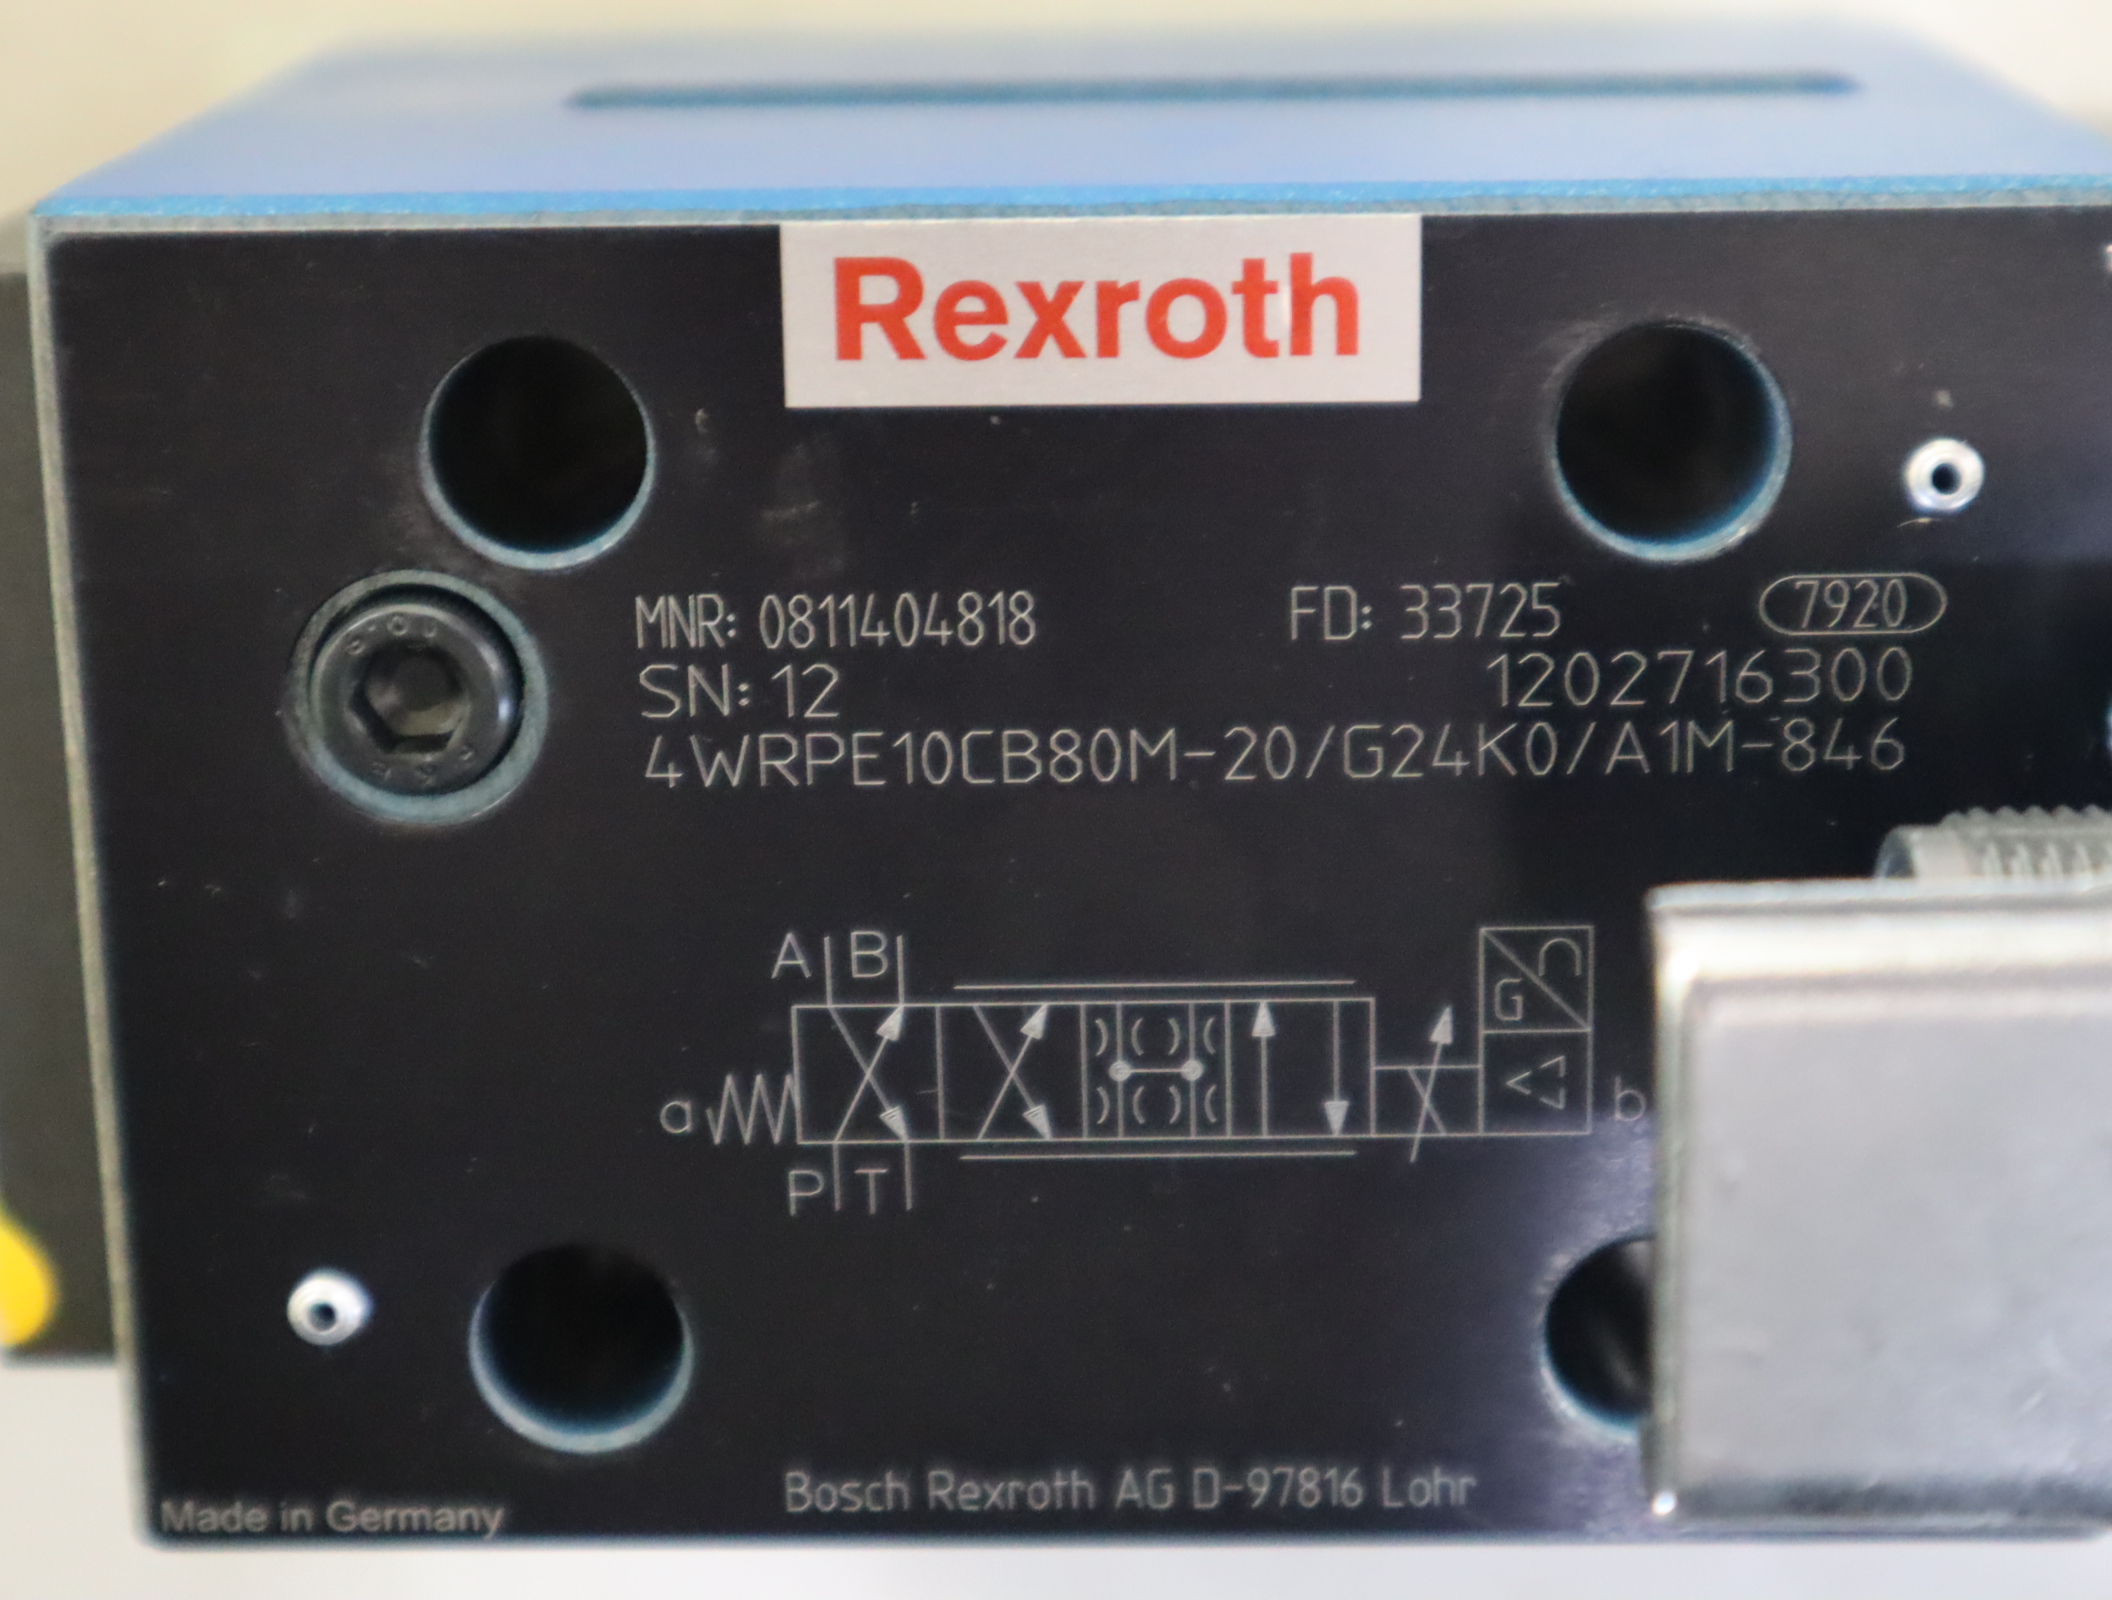 Rexroth
MNR: 0811404818 FD: 33725 7920
SN: 12 1202716300
4WRPE10CB80M-20/G24K0/A1M-846
A B
G
a b
P T
Bosch Rexroth AG D-97816 Lohr
Made in Germany